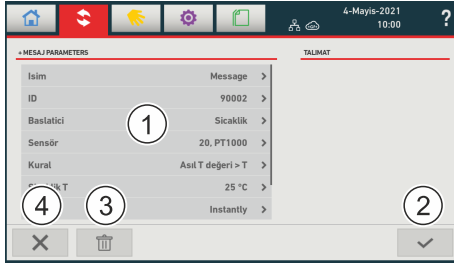 4-Mayis-2021
10:00
?
MESAJ PARAMETERS
TALIMAT
Isim Message >
ID 90002 >
Baslatici Sicaklik >
Sensör 20, PT1000 >
Kural Asıl T değeri > T >
T 25 °C >
Instantly >
1
4
3
2